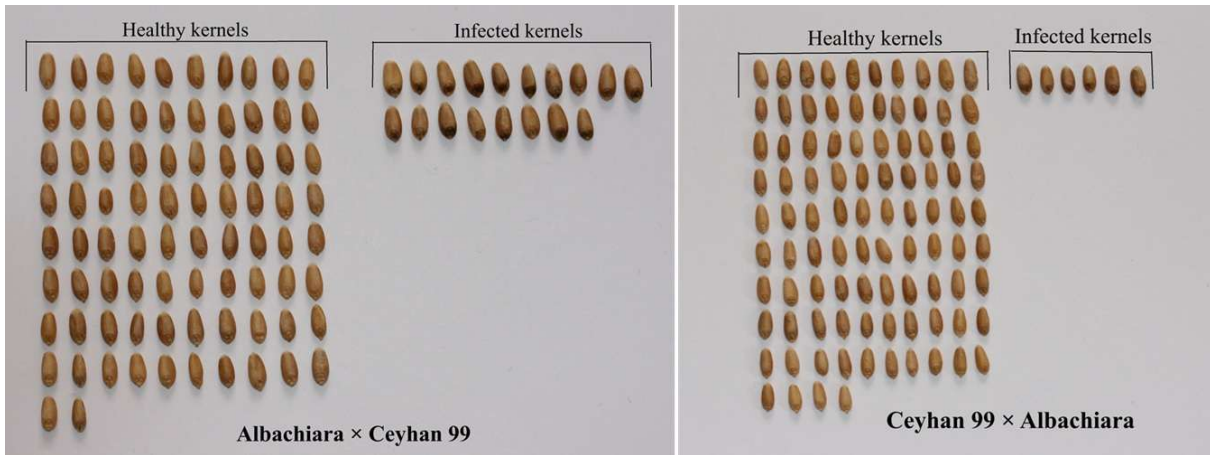 Healthy kernels
Infected kernels
Albachiara × Ceyhan 99
Healthy kernels
Infected kernels
Ceyhan 99 × Albachiara